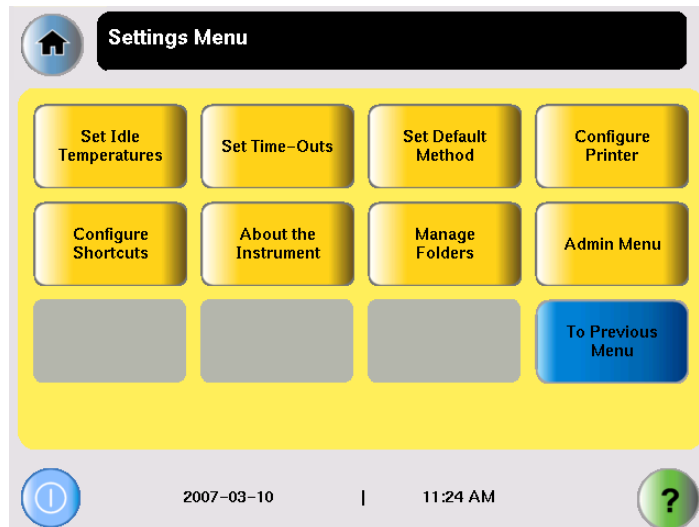 Settings Menu
Set Idle
Temperatures
Set Time-Outs
Set Default
Method
Configure
Printer
Configure
Shortcuts
About the
Instrument
Manage
Folders
Admin Menu
To Previous
Menu
2007-03-10 | 11:24 AM
?